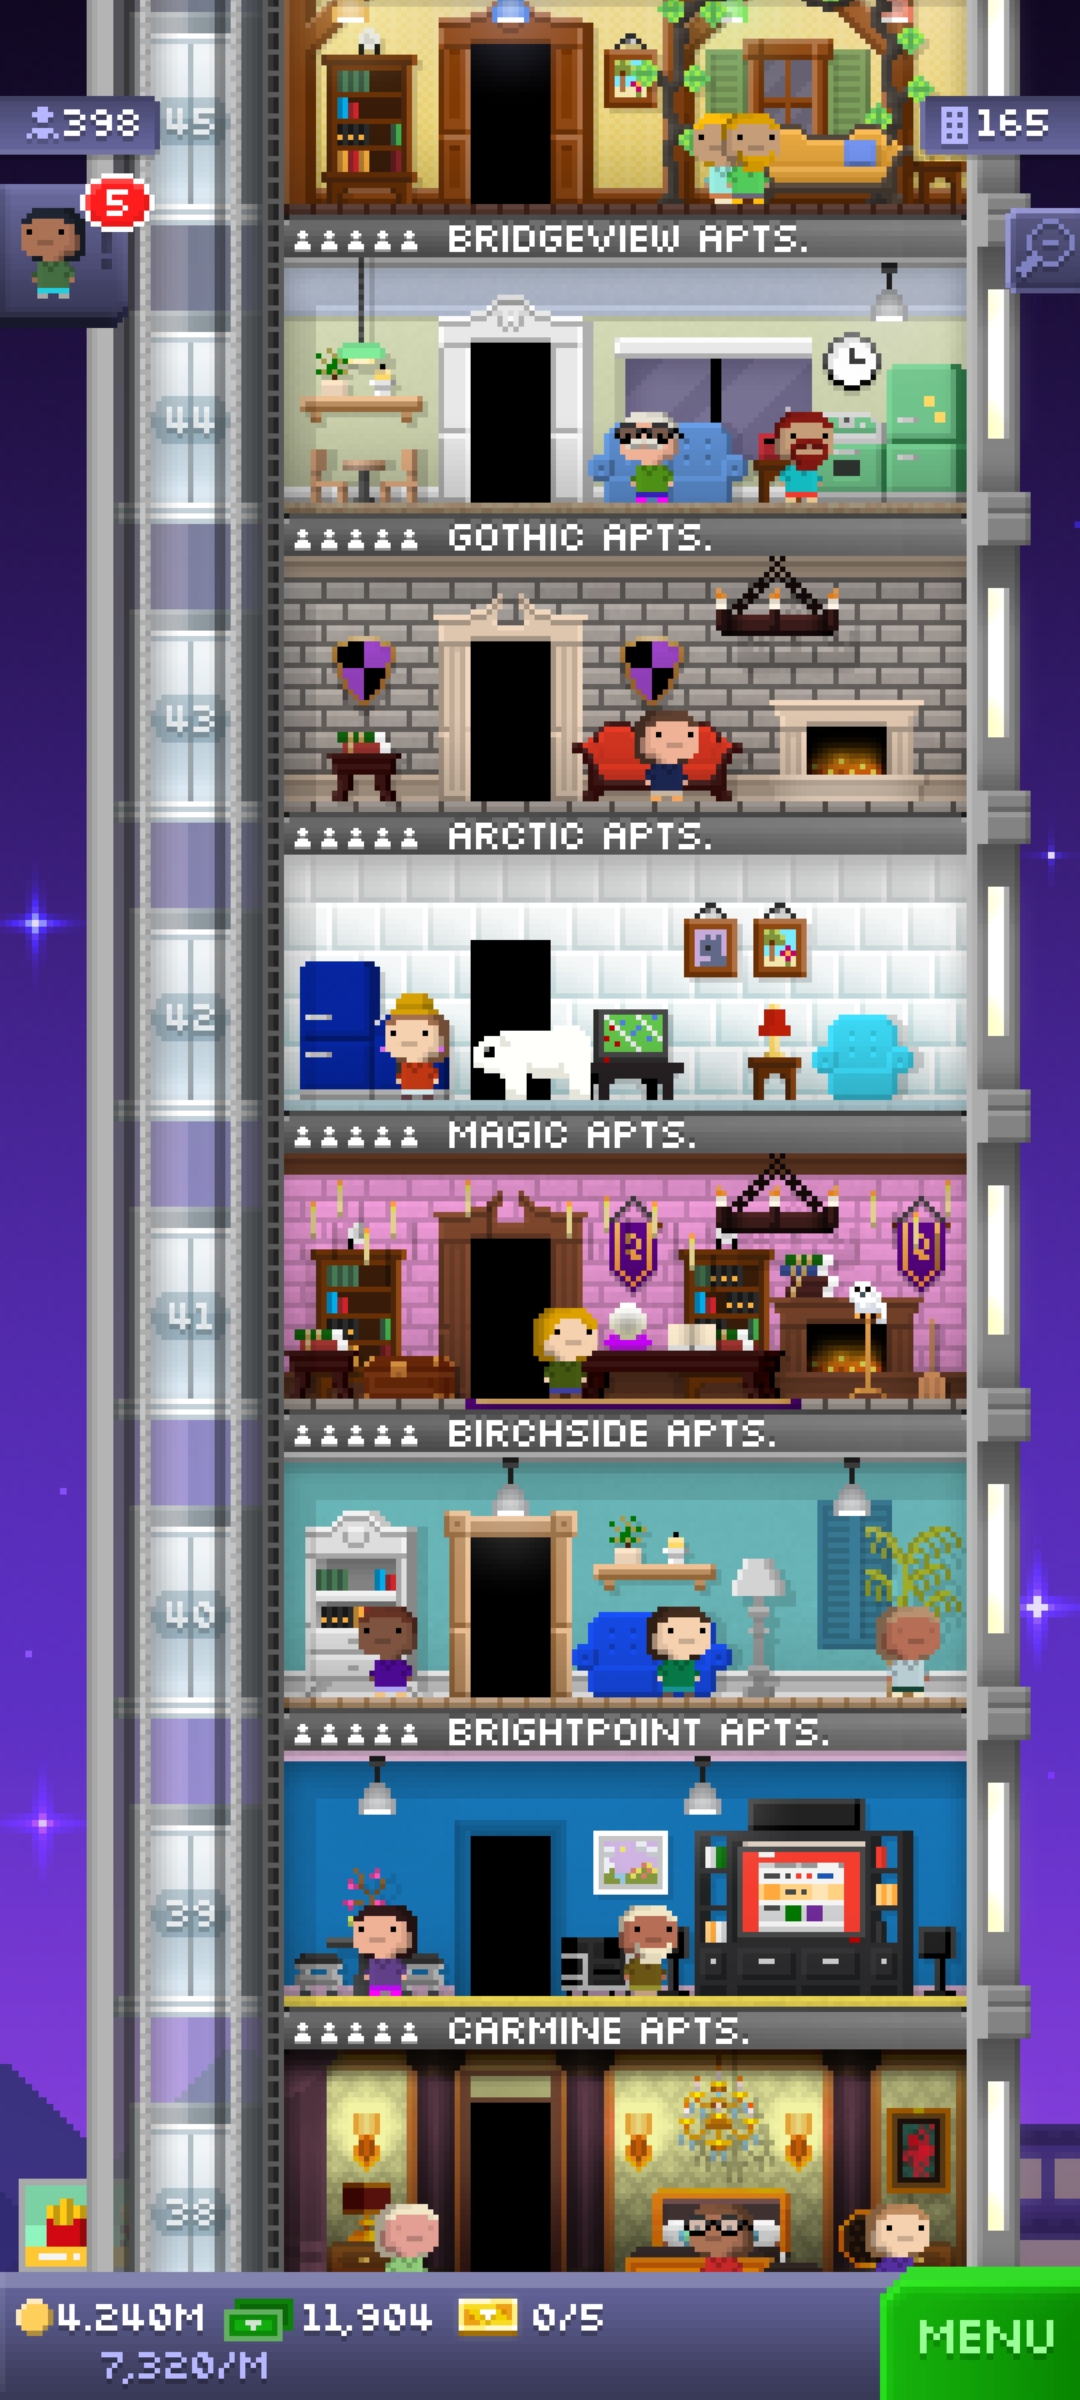 398
45
165
5
BRIDGEVIEW APTS.
44
GOTHIC APTS.
43
ARCTIC APTS.
42
MAGIC APTS.
41
BIRCHSIDE APTS.
40
BRIGHTPOINT APTS.
39
CARMINE APTS.
38
4.240M 11,904 0/5
7,320/M
MENU